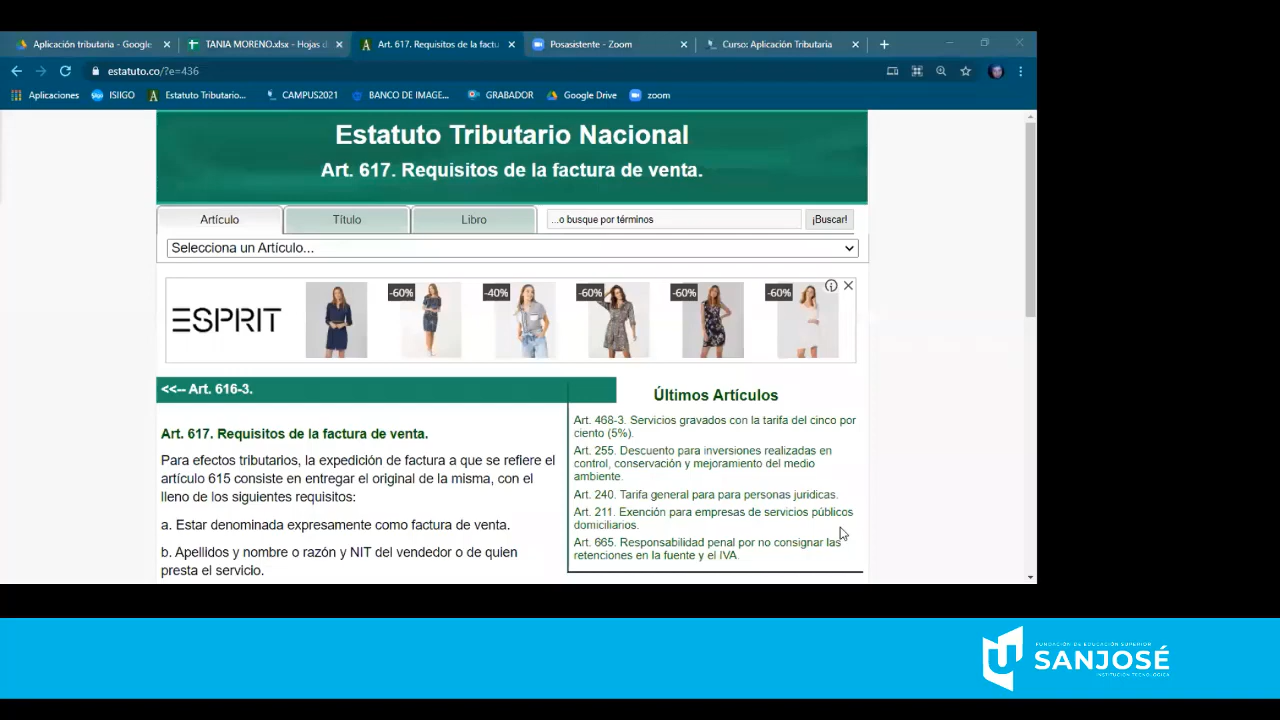 Aplicación tributaria - Google
TANIA MORENO.xlsx - Hojas d
Art. 617. Requisitos de la factu
Posasistente - Zoom
Curso: Aplicación Tributaria
estatuto.co/?e=436
Aplicaciones
ISIIGO
Estatuto Tributario...
CAMPUS2021
BANCO DE IMAGE...
GRABADOR
Google Drive
zoom
Estatuto Tributario Nacional
Art. 617. Requisitos de la factura de venta.
Artículo
Título
Libro
...o busque por términos
¡Buscar!
Selecciona un Artículo...
ESPRIT
-60%
-40%
-60%
-60%
-60%
<<-- Art. 616-3.
Art. 617. Requisitos de la factura de venta.
Para efectos tributarios, la expedición de factura a que se refiere el
artículo 615 consiste en entregar el original de la misma, con el
lleno de los siguientes requisitos:
a. Estar denominada expresamente como factura de venta.
b. Apellidos y nombre o razón y NIT del vendedor o de quien
presta el servicio.
Últimos Artículos
Art. 468-3. Servicios gravados con la tarifa del cinco por
ciento (5%).
Art. 255. Descuento para inversiones realizadas en
control, conservación y mejoramiento del medio
ambiente.
Art. 240. Tarifa general para para personas juridicas.
Art. 211. Exención para empresas de servicios públicos
domiciliarios.
Art. 665. Responsabilidad penal por no consignar las
retenciones en la fuente y el IVA.
FUNDACIÓN DE EDUCACIÓN SUPERIOR
SANJOSÉ
INSTITUCIÓN TECNOLÓGICA